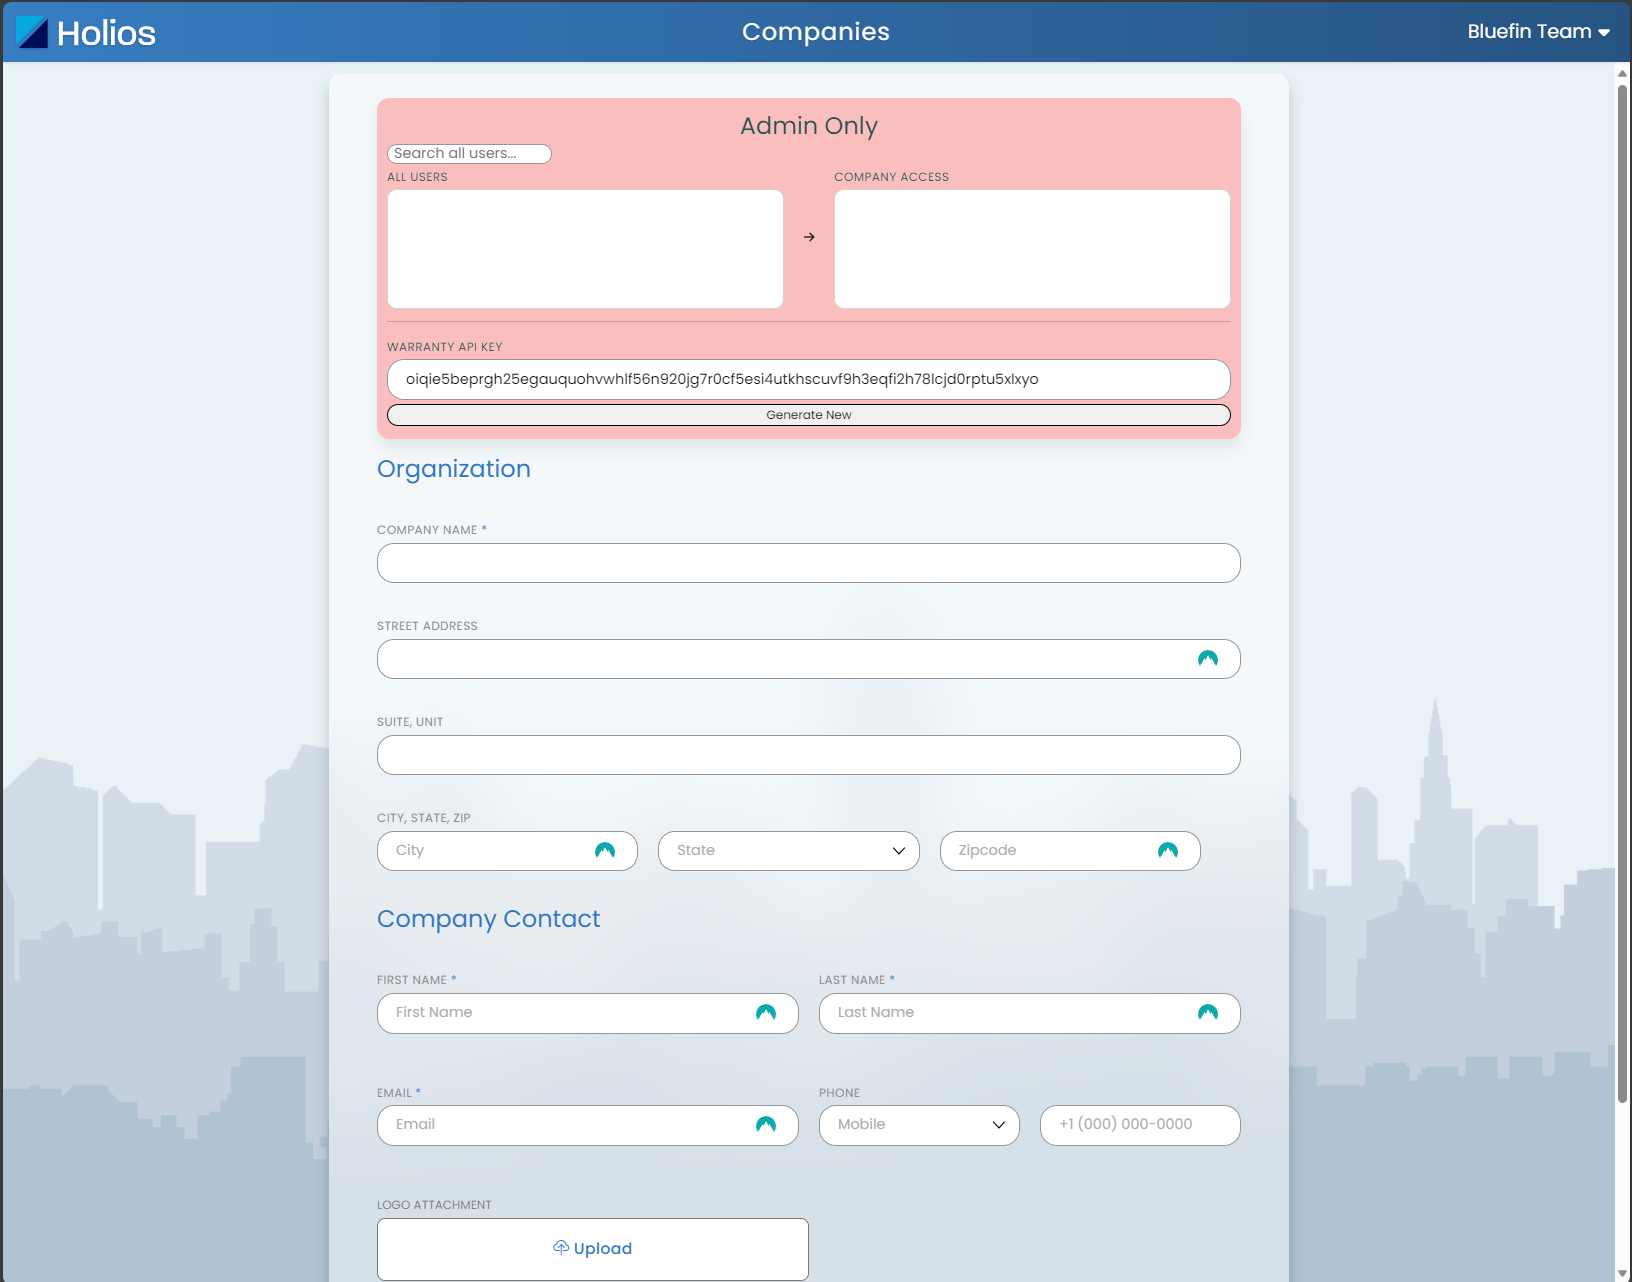 Holios
Companies
Bluefin Team
Admin Only
Search all users...
ALL USERS
COMPANY ACCESS
WARRANTY API KEY
oiqie5beprgh25egauquohvwhlf56n920jg7r0cf5esi4utkhscuvf9h3eqfi2h78lcjd0rptu5xlxyo
Generate New
Organization
COMPANY NAME *
STREET ADDRESS
SUITE, UNIT
CITY, STATE, ZIP
City
State
Zipcode
Company Contact
FIRST NAME *
LAST NAME *
First Name
Last Name
EMAIL *
PHONE
Email
Mobile
+1 (000) 000-0000
LOGO ATTACHMENT
Upload